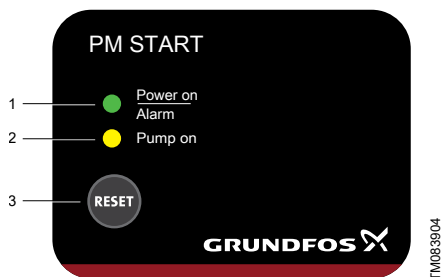 PM START
1
Power on
Alarm
2
Pump on
3
RESET
GRUNDFOS
TM083904